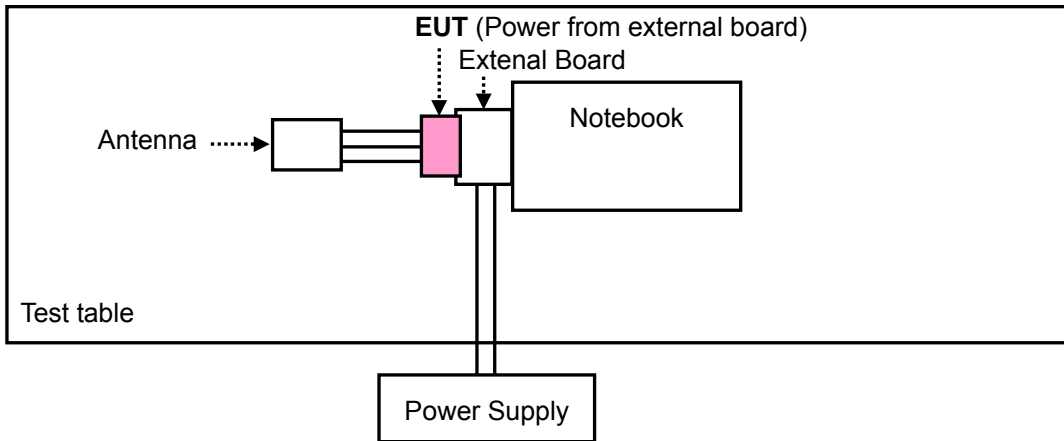 EUT (Power from external board)
Extenal Board
Notebook
Antenna
Test table
Power Supply